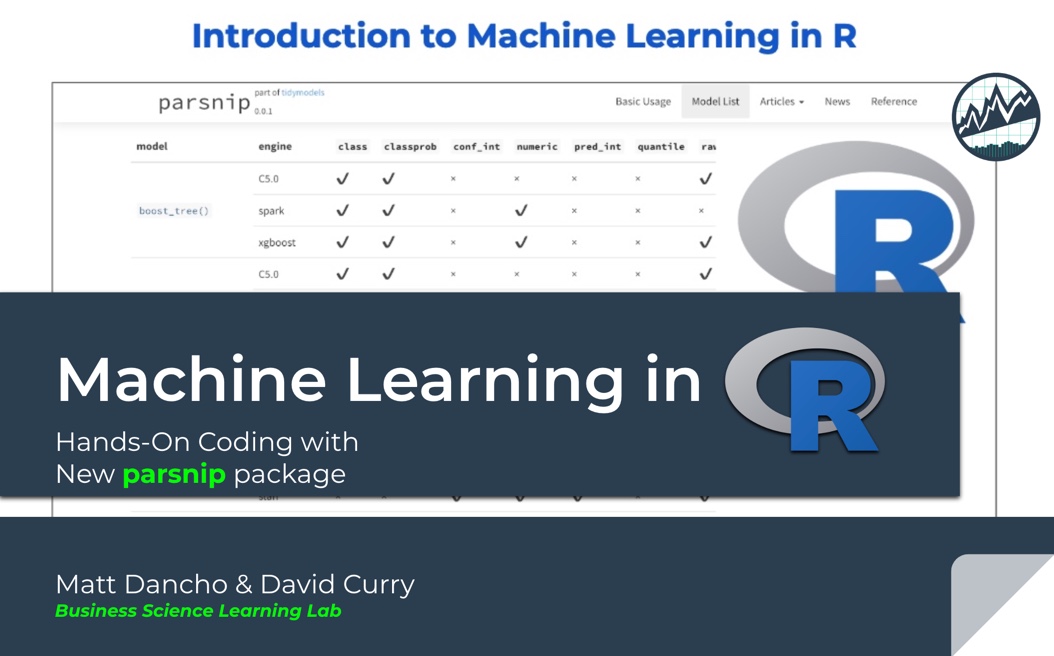 Introduction to Machine Learning in R
parsnip part of tidymodels
0.0.1
Basic Usage Model List Articles News Reference
model engine class classprob conf_int numeric pred_int quantile
C5.0 ✓ ✓ × × × × ✓
boost_tree() spark ✓ ✓ × ✓ × × ×
xgboost ✓ ✓ × ✓ × × ✓
C5.0 ✓ ✓ × × × × ✓
R
Machine Learning in R
Hands-On Coding with
New parsnip package
Matt Dancho & David Curry
Business Science Learning Lab